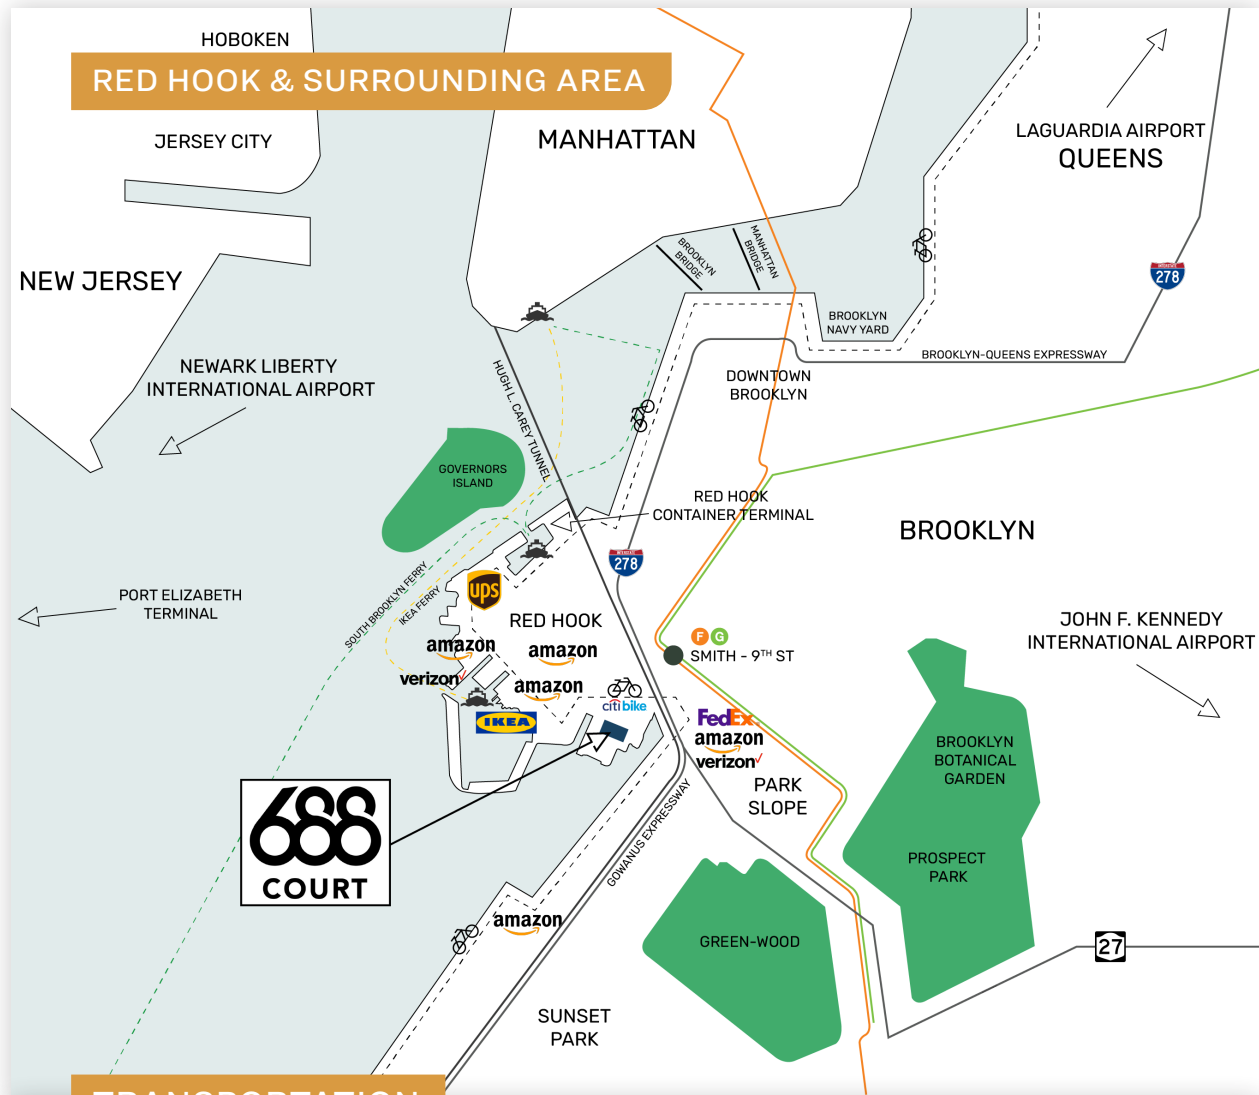 HOBOKEN
RED HOOK & SURROUNDING AREA
JERSEY CITY
MANHATTAN
LAGUARDIA AIRPORT
QUEENS
NEW JERSEY
BROOKLYN
BRIDGE
MANHATTAN
BRIDGE
INTERSTATE
278
BROOKLYN
NAVY YARD
BROOKLYN-QUEENS EXPRESSWAY
NEWARK LIBERTY
INTERNATIONAL AIRPORT
HUGH L. CAREY TUNNEL
DOWNTOWN
BROOKLYN
GOVERNORS
ISLAND
RED HOOK
CONTAINER TERMINAL
BROOKLYN
INTERSTATE
278
SOUTH BROOKLYN FERRY
IKEA FERRY
ups
PORT ELIZABETH
TERMINAL
RED HOOK
JOHN F. KENNEDY
INTERNATIONAL AIRPORT
F G
SMITH - 9TH ST
amazon
amazon
verizon✓
amazon
citi bike
IKEA
FedEx.
amazon
verizon✓
BROOKLYN
BOTANICAL
GARDEN
PARK
SLOPE
688
COURT
GOWANUS EXPRESSWAY
PROSPECT
PARK
amazon
GREEN-WOOD
27
SUNSET
PARK
TRANSPORTATION